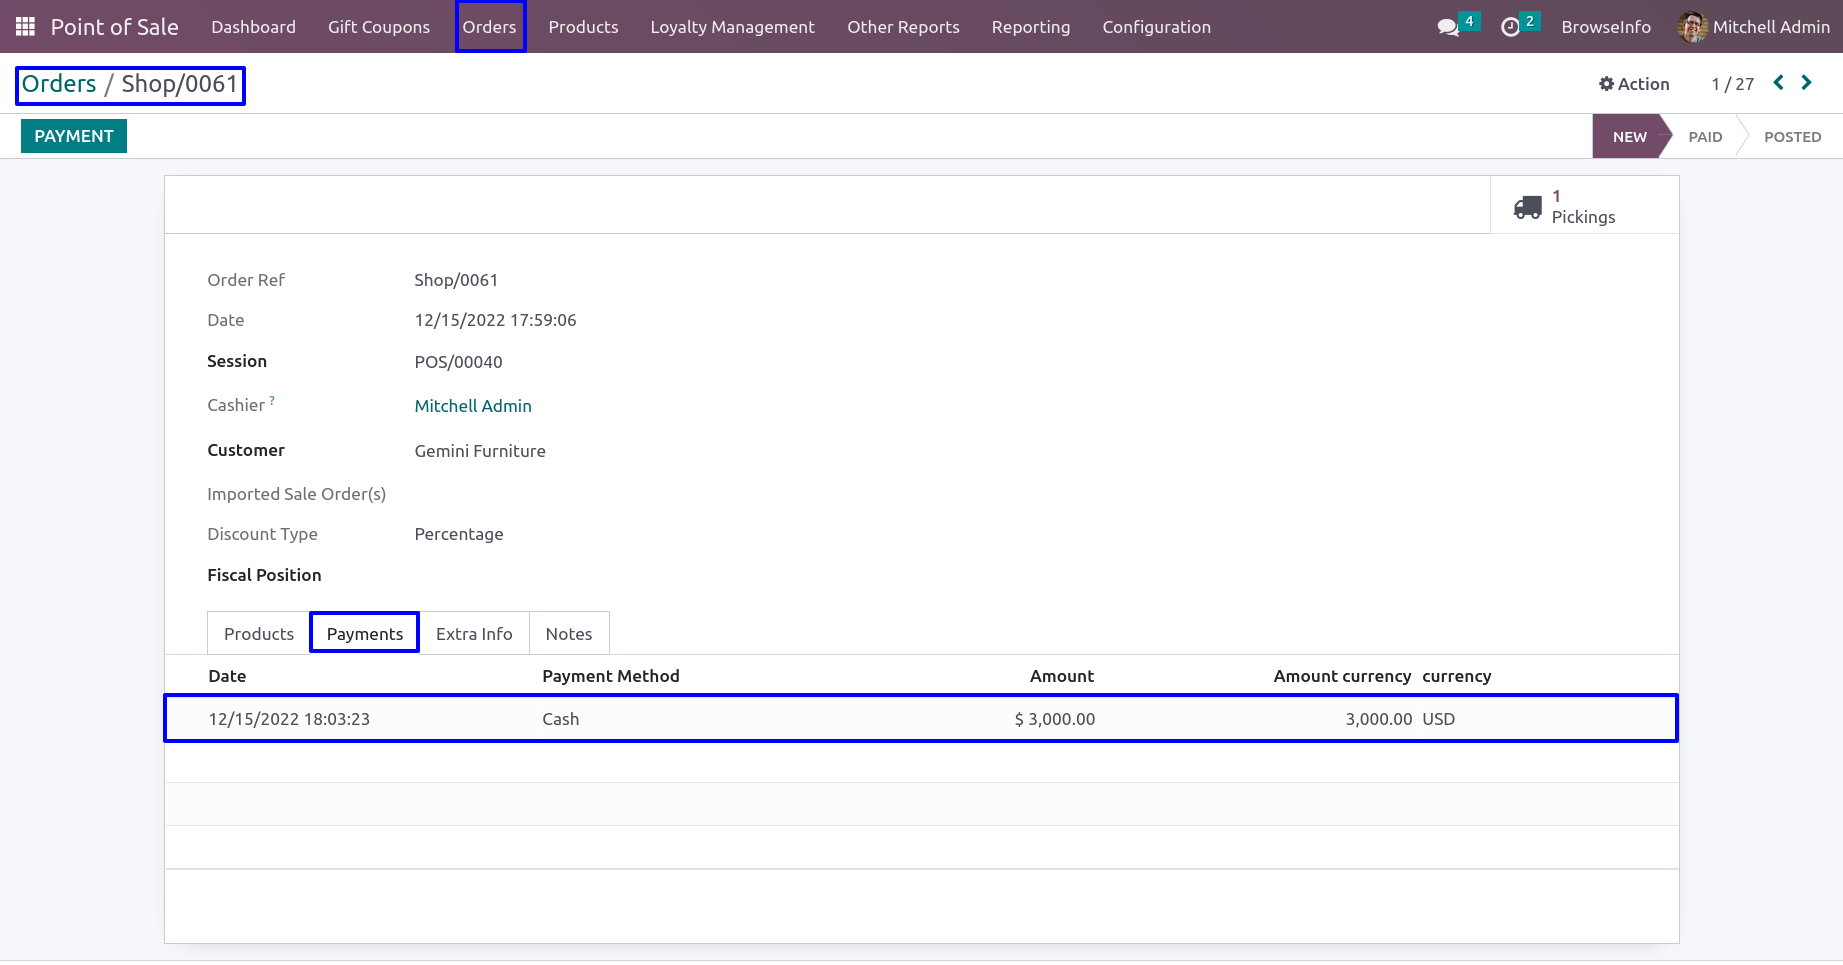 Point of Sale Dashboard Gift Coupons Orders Products Loyalty Management Other Reports Reporting Configuration 4 2 BrowseInfo Mitchell Admin
Orders / Shop/0061 Action 1 / 27
PAYMENT NEW PAID POSTED
1
Pickings
Order Ref Shop/0061
Date 12/15/2022 17:59:06
Session POS/00040
Cashier ? Mitchell Admin
Customer Gemini Furniture
Imported Sale Order(s)
Discount Type Percentage
Fiscal Position
Products Payments Extra Info Notes
Date Payment Method Amount Amount currency currency
12/15/2022 18:03:23 Cash $ 3,000.00 3,000.00 USD